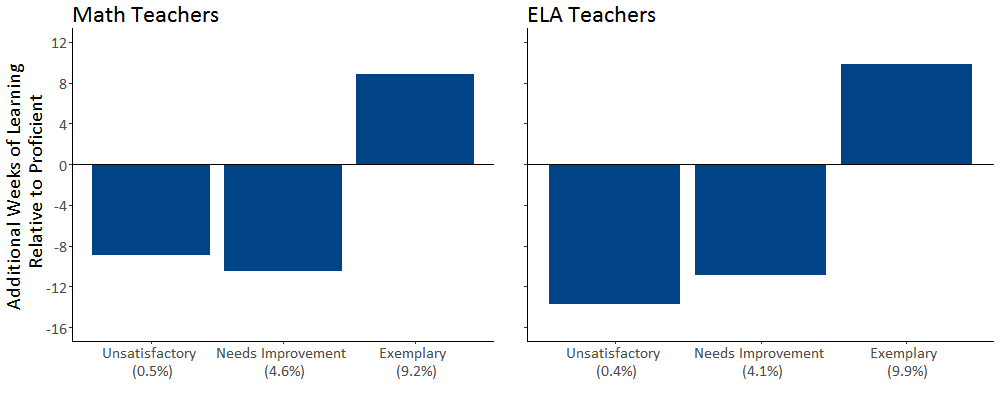 Math Teachers
ELA Teachers
Additional Weeks of Learning
Relative to Proficient
12
8
4
0
-4
-8
-12
-16
Unsatisfactory
(0.5%)
Needs Improvement
(4.6%)
Exemplary
(9.2%)
Unsatisfactory
(0.4%)
Needs Improvement
(4.1%)
Exemplary
(9.9%)